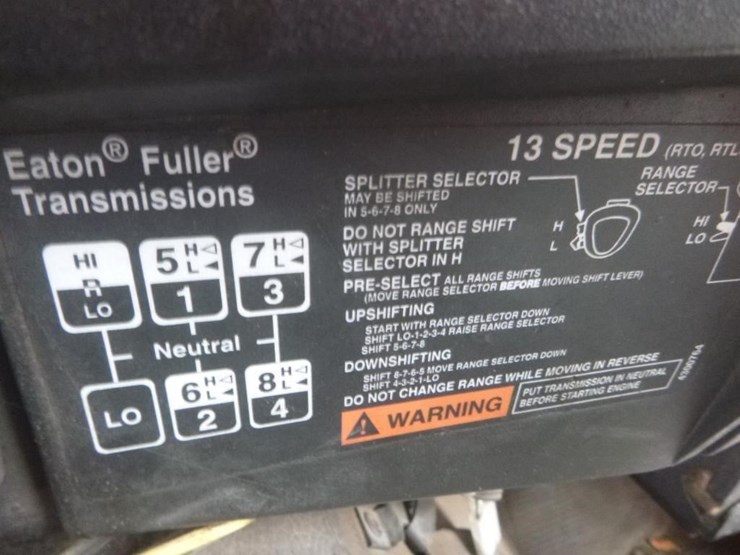 Eaton® Fuller®
Transmissions
HI
R
LO
5 H L
1
7 H L
3
Neutral
LO
6 H L
2
8 H L
4
13 SPEED (RTO, RTL
SPLITTER SELECTOR
MAY BE SHIFTED
IN 5-6-7-8 ONLY
RANGE
SELECTOR
H
L
HI
LO
DO NOT RANGE SHIFT
WITH SPLITTER
SELECTOR IN H
PRE-SELECT ALL RANGE SHIFTS
(MOVE RANGE SELECTOR BEFORE MOVING SHIFT LEVER)
UPSHIFTING
START WITH RANGE SELECTOR DOWN
SHIFT LO-1-2-3-4 RAISE RANGE SELECTOR
SHIFT 5-6-7-8
DOWNSHIFTING
SHIFT 8-7-6-5 MOVE RANGE SELECTOR DOWN
SHIFT 4-3-2-1-LO
DO NOT CHANGE RANGE WHILE MOVING IN REVERSE
WARNING
PUT TRANSMISSION IN NEUTRAL
BEFORE STARTING ENGINE
4300764